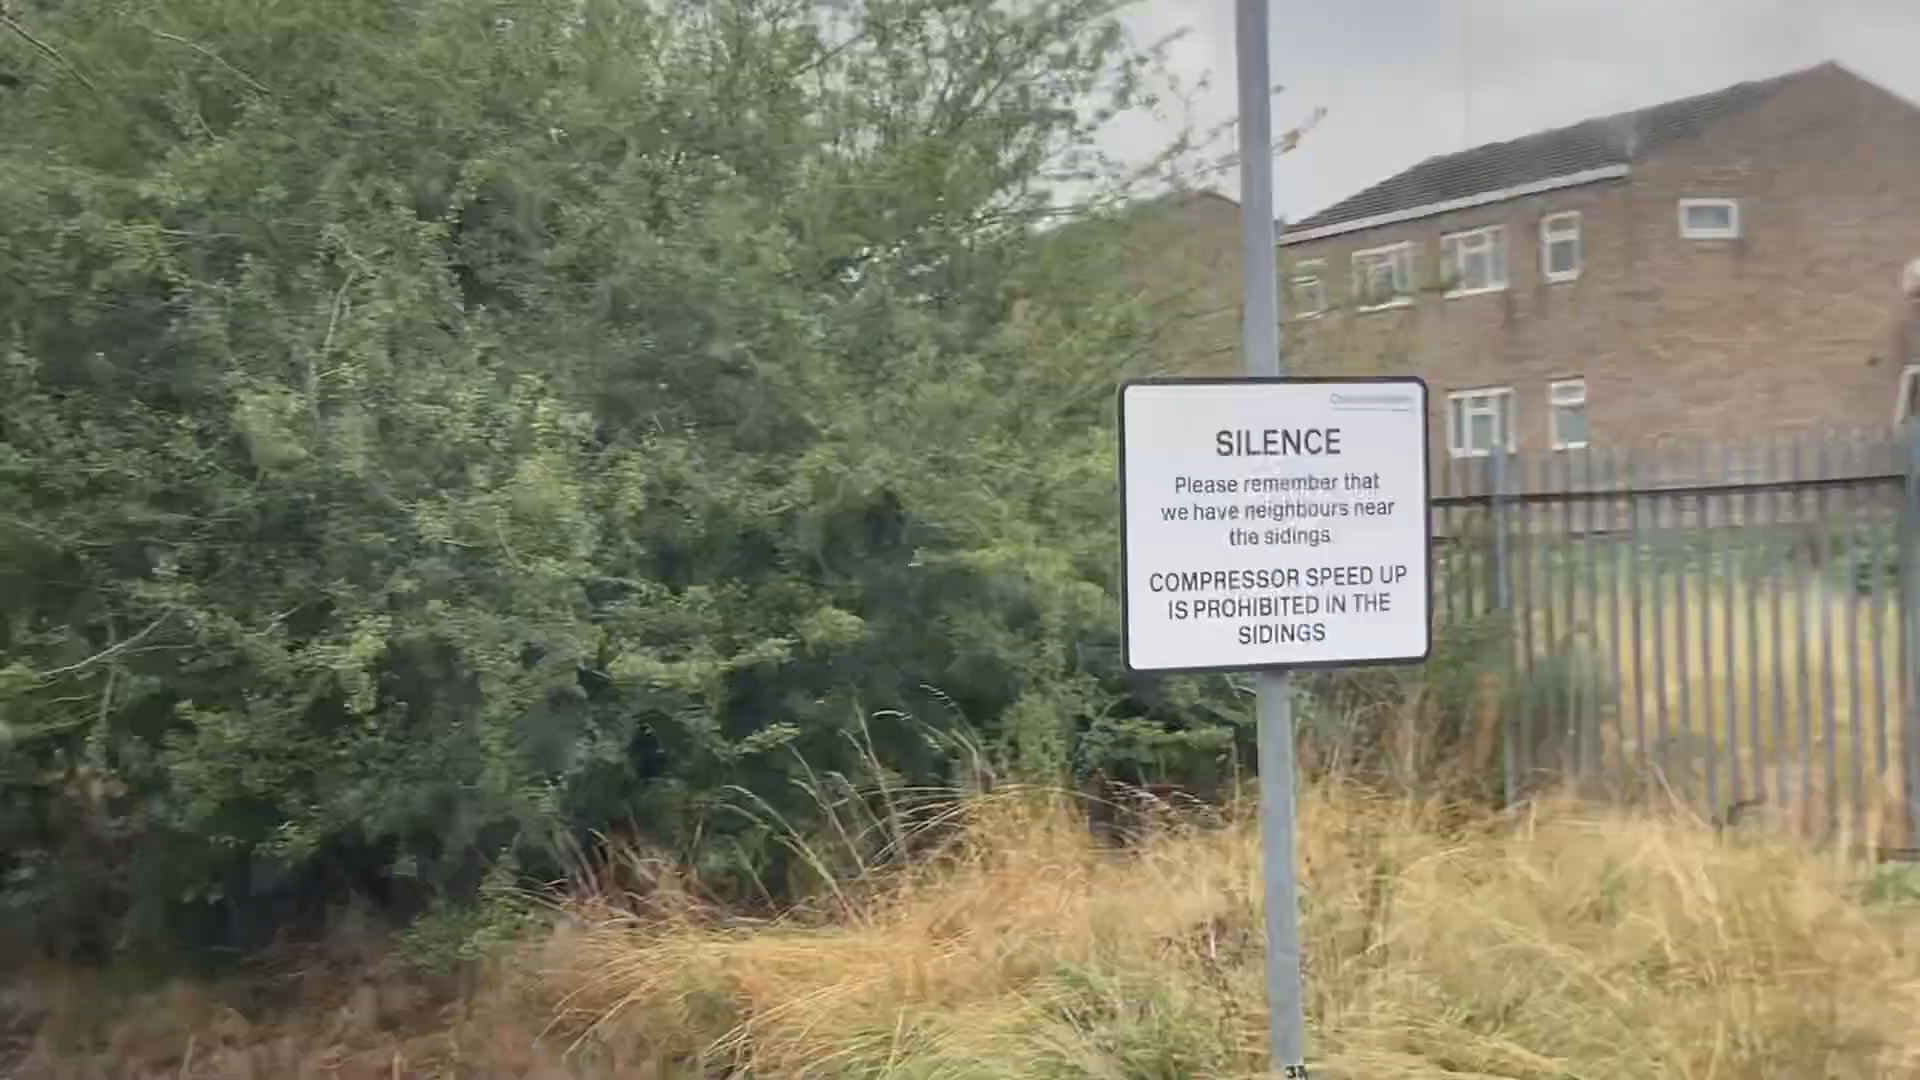 SILENCE
Please remember that
we have neighbours near
the sidings
COMPRESSOR SPEED UP
IS PROHIBITED IN THE
SIDINGS